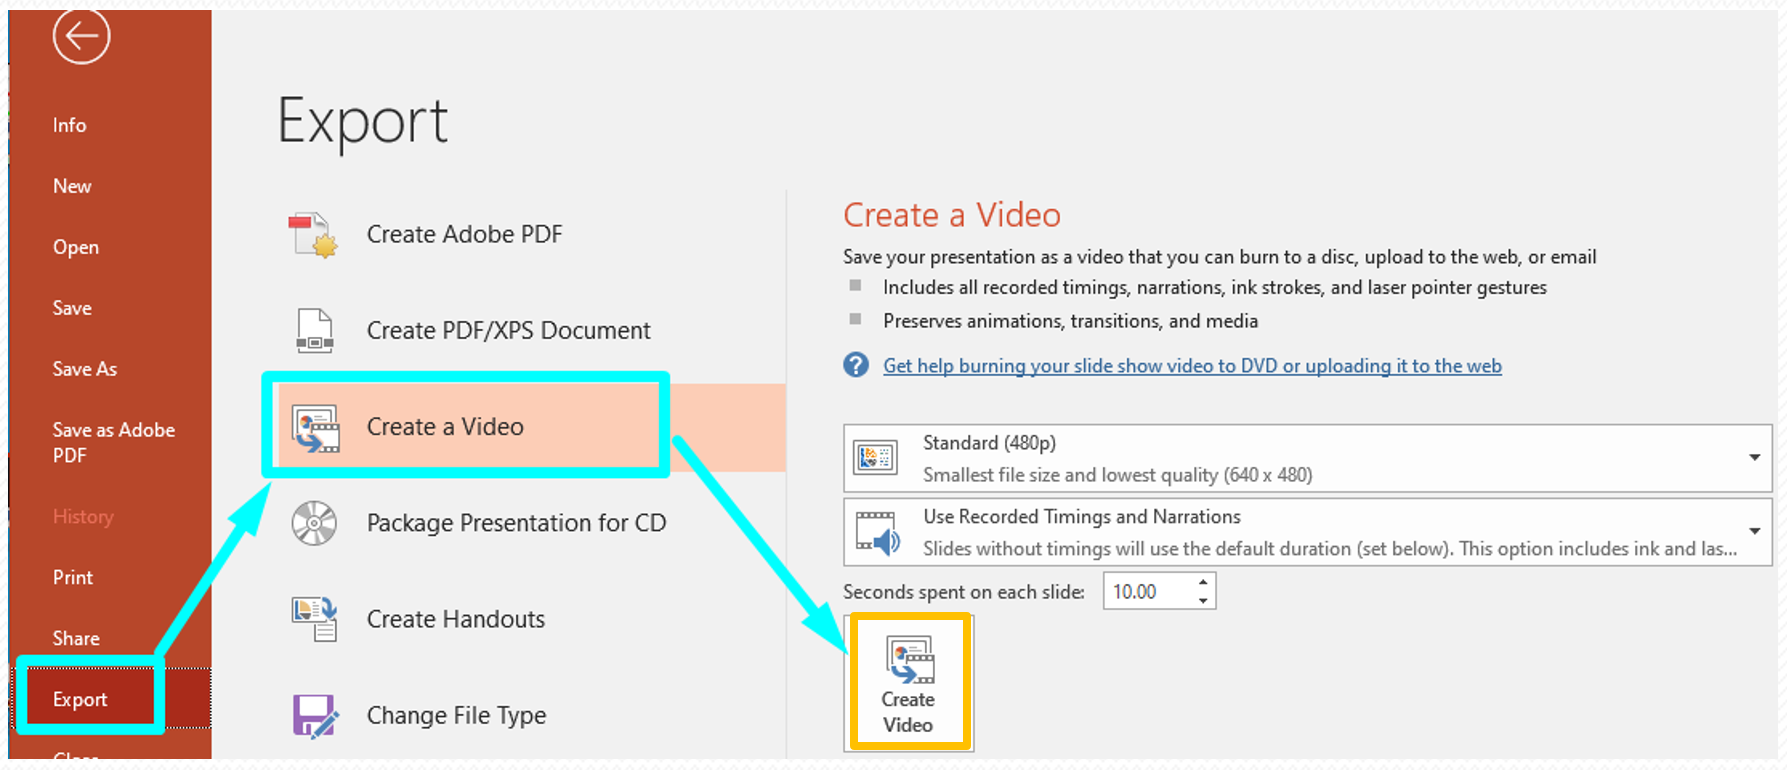 Info
New
Open
Save
Save As
Save as Adobe
PDF
History
Print
Share
Export
Close
Export
Create Adobe PDF
Create PDF/XPS Document
Create a Video
Package Presentation for CD
Create Handouts
Change File Type
Create a Video
Save your presentation as a video that you can burn to a disc, upload to the web, or email
Includes all recorded timings, narrations, ink strokes, and laser pointer gestures
Preserves animations, transitions, and media
? Get help burning your slide show video to DVD or uploading it to the web
Standard (480p)
Smallest file size and lowest quality (640 x 480)
Use Recorded Timings and Narrations
Slides without timings will use the default duration (set below). This option includes ink and las...
Seconds spent on each slide: 10.00
Create
Video